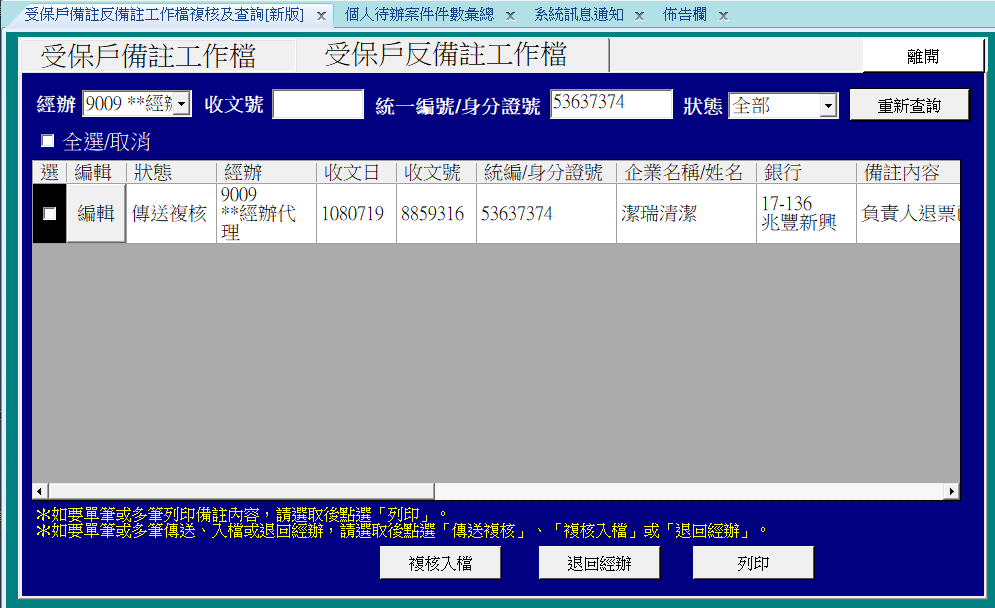 受保戶備註反備註工作檔複核及查詢[新版] x 個人待辦案件件數彙總 x 系統訊息通知 x 佈告欄 x
受保戶備註工作檔 受保戶反備註工作檔 離開
經辦 9009 **經辦 收文號 統一編號/身分證號 53637374 狀態 全部 重新查詢
全選/取消
選 編輯 狀態 經辦 收文日 收文號 統編/身分證號 企業名稱/姓名 銀行 備註內容
編輯 傳送複核 9009 **經辦代理 1080719 8859316 53637374 潔瑞清潔 17-136 兆豐新興 負責人退票
※如要單筆或多筆列印備註內容，請選取後點選「列印」。
※如要單筆或多筆傳送、入檔或退回經辦，請選取後點選「傳送複核」、「複核入檔」或「退回經辦」。
複核入檔 退回經辦 列印